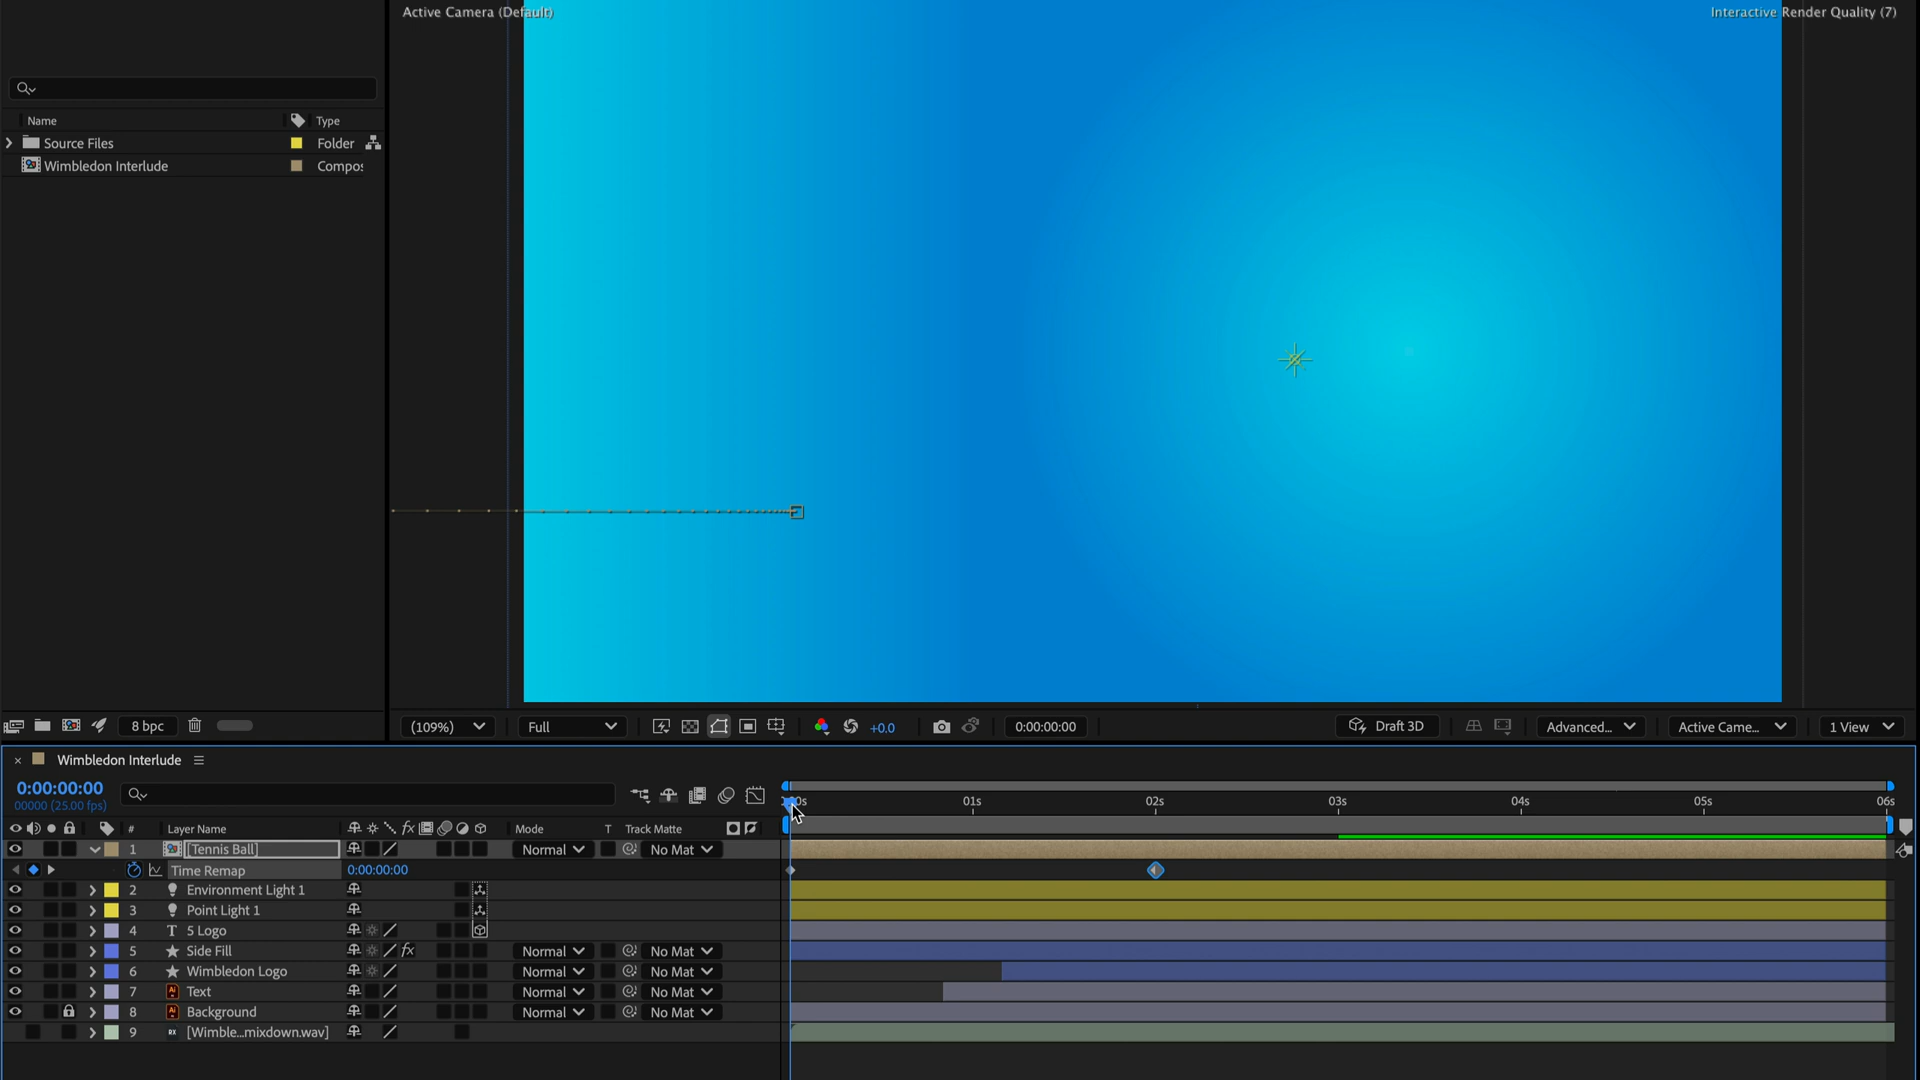 Active Camera (Default)
Interactive Render Quality (7)
Name
Type
Source Files
Folder
Wimbledon Interlude
Compos
8 bpc
(109%)
Full
+0.0
0:00:00:00
Draft 3D
Advanced...
Active Came...
1 View
× Wimbledon Interlude
0:00:00:00
00000 (25.00 fps)
01s
02s
03s
04s
05s
06s
#
Layer Name
fx
Mode
T
Track Matte
1 [Tennis Ball] Normal No Mat
Time Remap 0:00:00:00
2 Environment Light 1
3 Point Light 1
4 T 5 Logo
5 Side Fill fx Normal No Mat
6 Wimbledon Logo Normal No Mat
7 Ai Text Normal No Mat
8 Ai Background Normal No Mat
9 [Wimble...mixdown.wav]